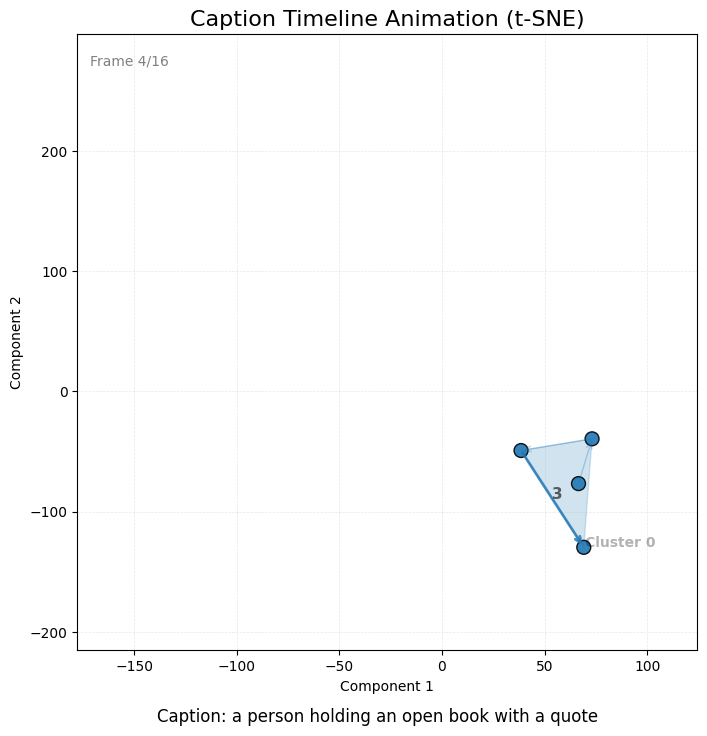 Caption Timeline Animation (t-SNE)
Frame 4/16
200
100
0
−100
−200
Component 2
3
Cluster 0
−150
−100
−50
0
50
100
Component 1
Caption: a person holding an open book with a quote